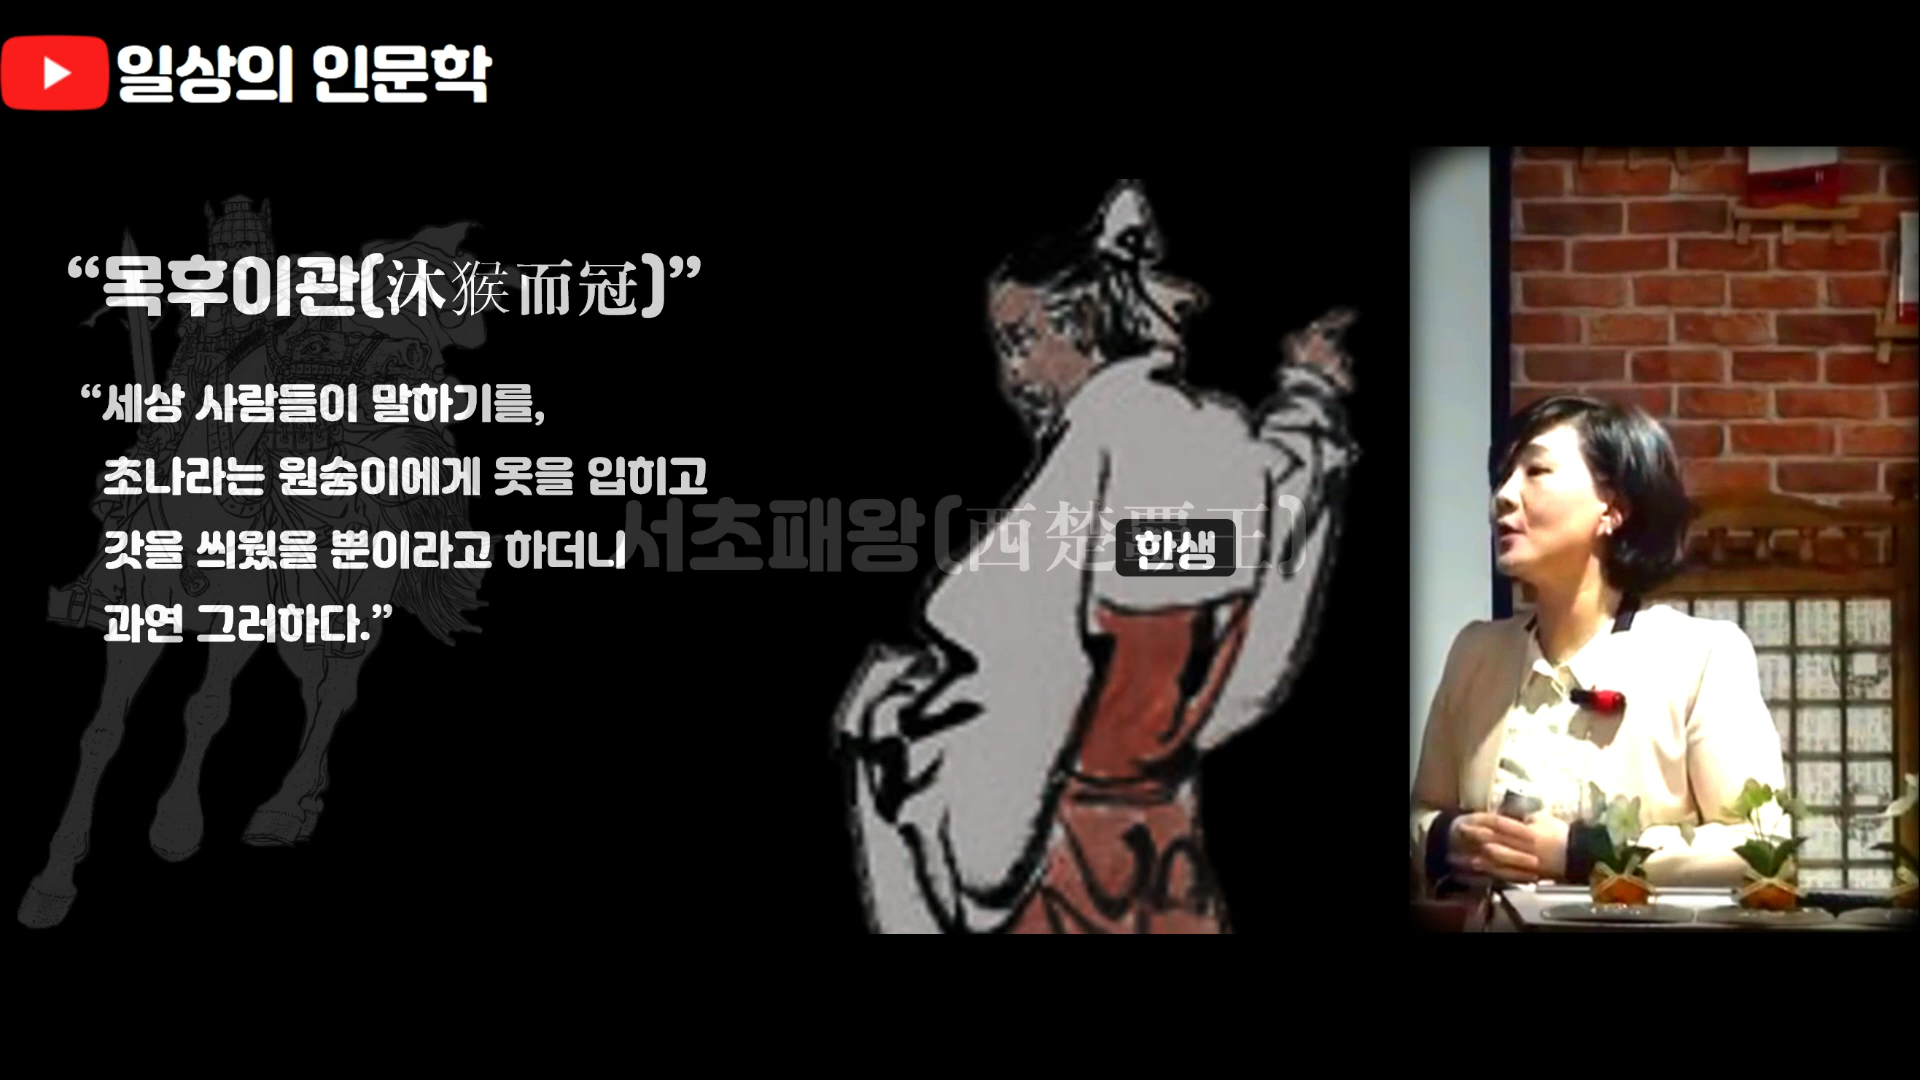 일상의 인문학
“목후이관(沐猴而冠)”
“세상 사람들이 말하기를,
초나라는 원숭이에게 옷을 입히고
갓을 씌웠을 뿐이라고 하더니
과연 그러하다.”
서초패왕(西楚覇王)
한생